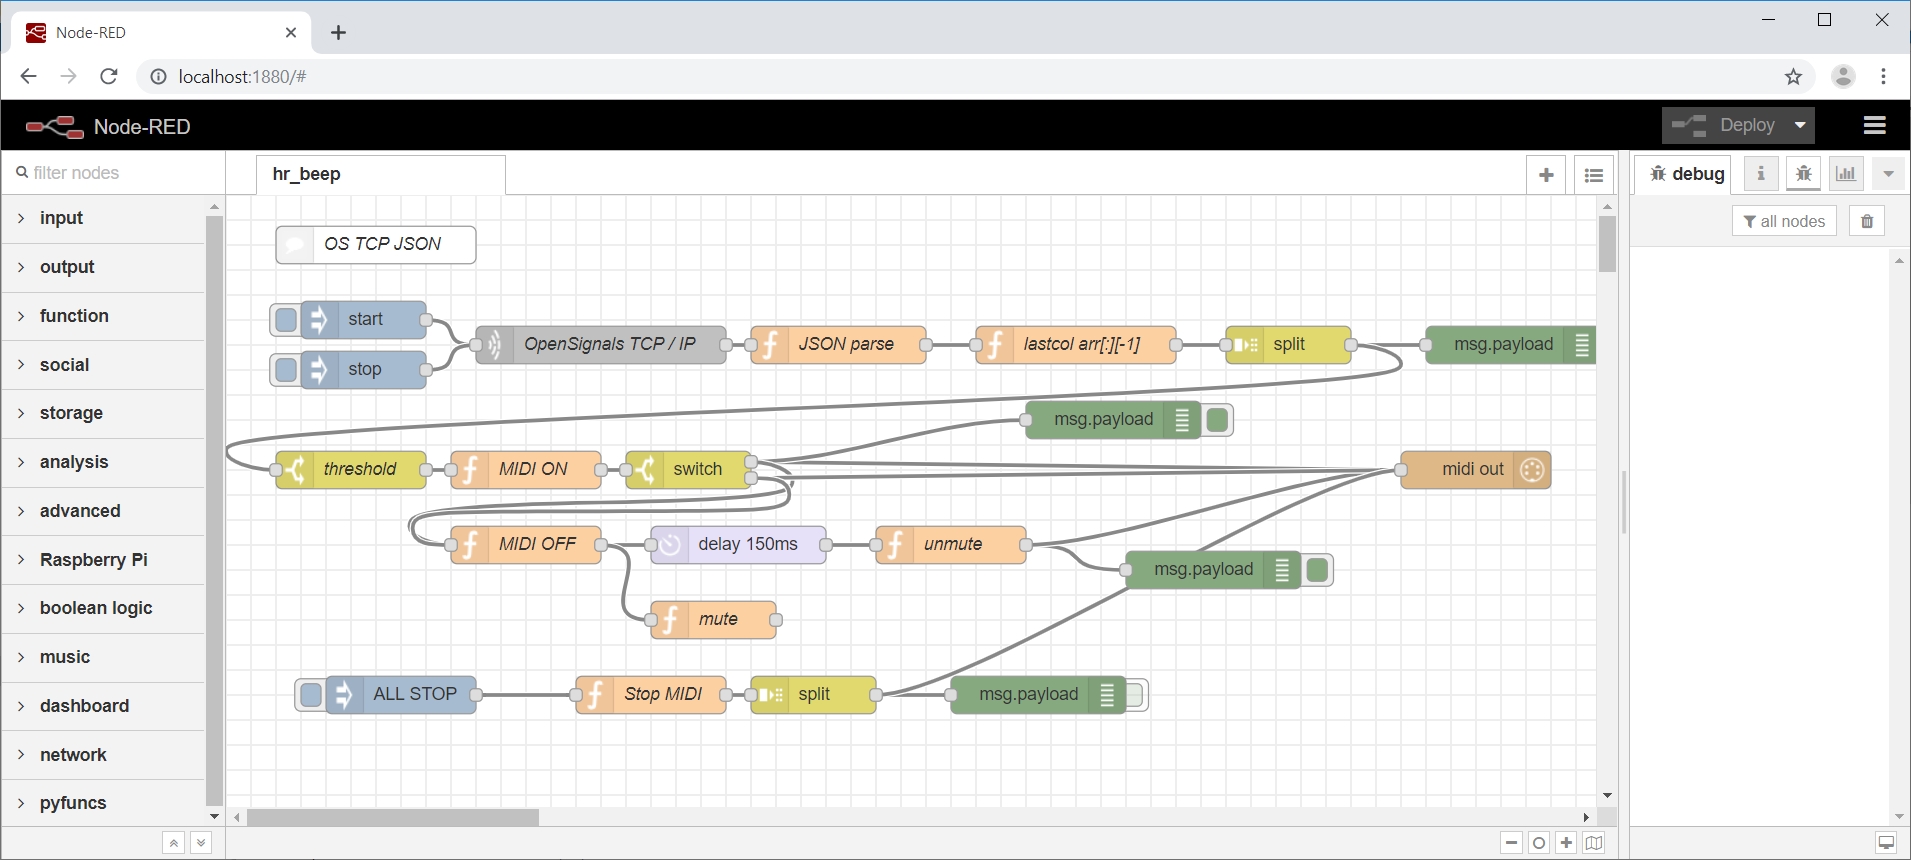 Node-RED
localhost:1880/#
Node-RED
Deploy
filter nodes
hr_beep
debug
all nodes
input
output
function
social
storage
analysis
advanced
Raspberry Pi
boolean logic
music
dashboard
network
pyfuncs
OS TCP JSON
start
stop
OpenSignals TCP / IP
JSON parse
lastcol arr[:][-1]
split
msg.payload
msg.payload
threshold
MIDI ON
switch
midi out
MIDI OFF
delay 150ms
unmute
msg.payload
mute
ALL STOP
Stop MIDI
split
msg.payload